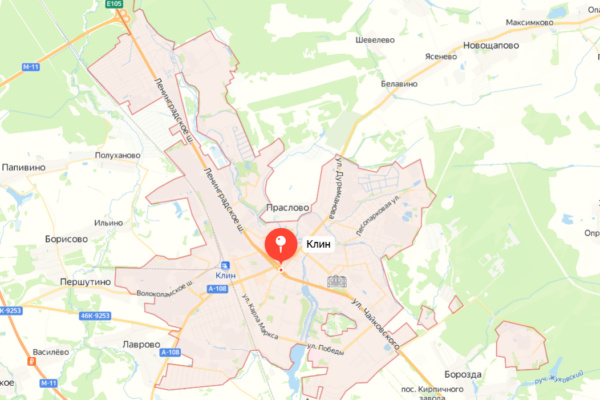 E105
Шевелево
Максимково
Новощапово
Ясенево
М-11
Белавино
Ленинградское ш.
Полуханово
ул. Дурыманова
Папивино
Ленинградское ш.
Лесопарковая ул.
Праслово
Ильино
Борисово
Клин
Клин
Першутино
Волоколамское ш.
А-108
46К-9253
ул. Карла Маркса
ул. Чайковского
Лаврово
ул. Победы
А-108
Василёво
М-11
Борозда
пос. Кирпичного
завода
руч. Жуковский